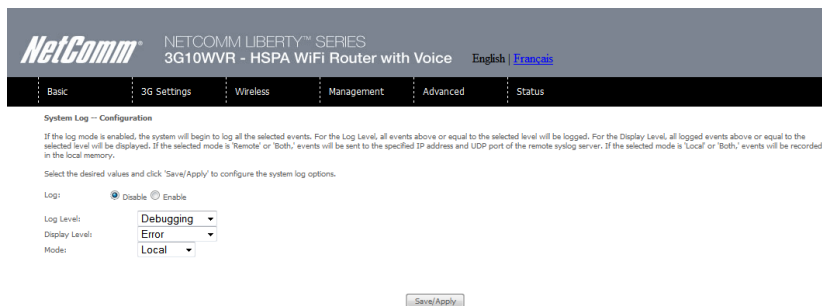 NetComm®
NETCOMM LIBERTY™ SERIES
3G10WVR - HSPA WiFi Router with Voice
English | Français
Basic
3G Settings
Wireless
Management
Advanced
Status
System Log -- Configuration
If the log mode is enabled, the system will begin to log all the selected events. For the Log Level, all events above or equal to the selected level will be logged. For the Display Level, all logged events above or equal to the
selected level will be displayed. If the selected mode is 'Remote' or 'Both,' events will be sent to the specified IP address and UDP port of the remote syslog server. If the selected mode is 'Local' or 'Both,' events will be recorded
in the local memory.
Select the desired values and click 'Save/Apply' to configure the system log options.
Log: Disable Enable
Log Level: Debugging
Display Level: Error
Mode: Local
Save/Apply